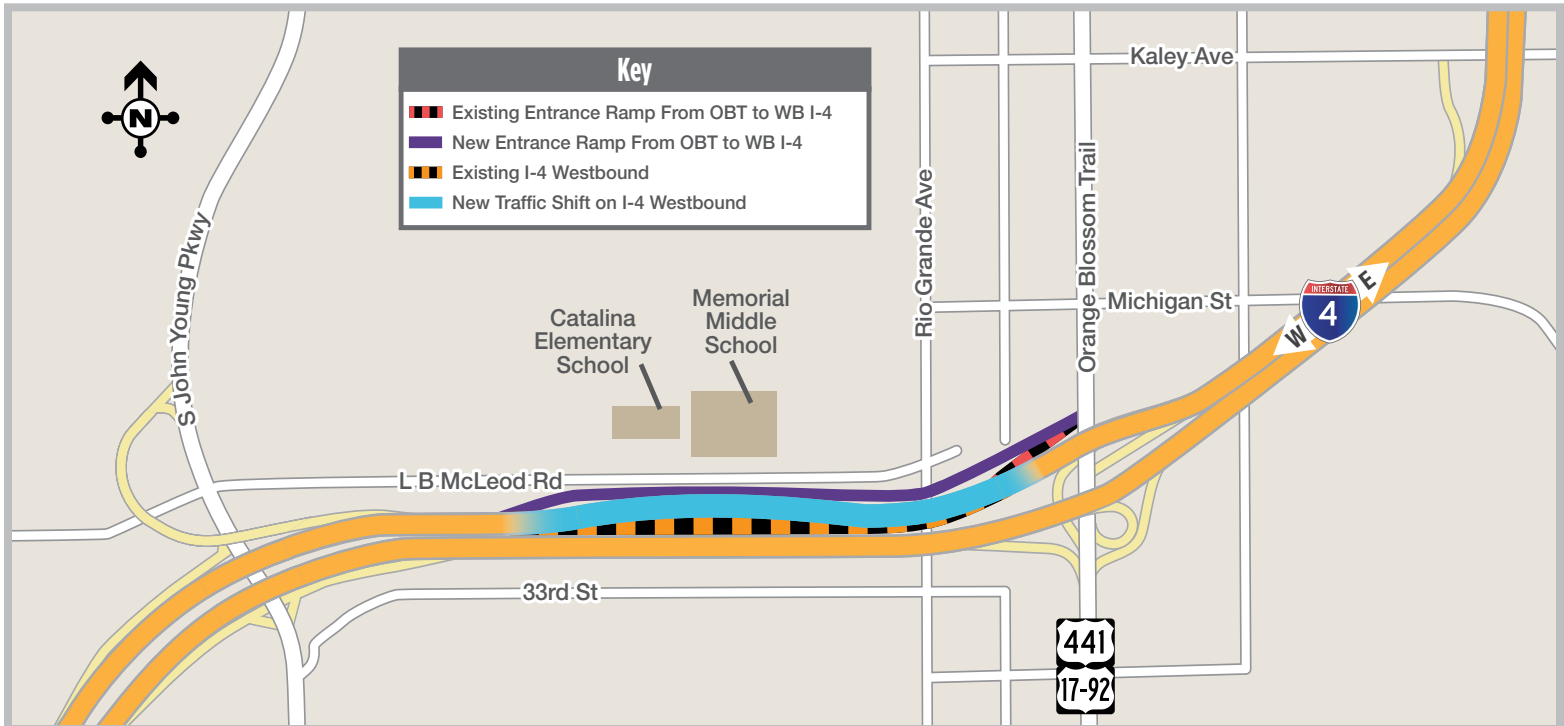 Key
Existing Entrance Ramp From OBT to WB I-4
New Entrance Ramp From OBT to WB I-4
Existing I-4 Westbound
New Traffic Shift on I-4 Westbound
N
Kaley Ave
S John Young Pkwy
Rio Grande Ave
Orange Blossom Trail
Michigan St
E
INTERSTATE
4
W
Catalina
Elementary
School
Memorial
Middle
School
L B McLeod Rd
33rd St
441
17-92